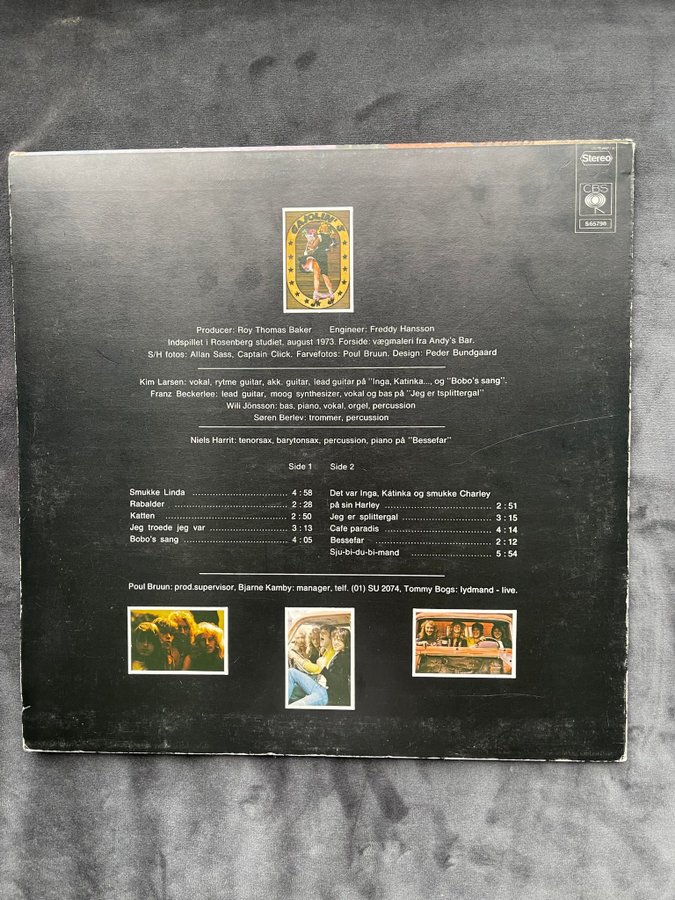 Stereo
CBS
S65798
GASOLIN'S
Producer: Roy Thomas Baker Engineer: Freddy Hansson
Indspillet i Rosenberg studiet, august 1973. Forside: vægmaleri fra Andy's Bar.
S/H fotos: Allan Sass, Captain Click. Farvefotos: Poul Bruun. Design: Peder Bundgaard
Kim Larsen: vokal, rytme guitar, akk. guitar, lead guitar på "Inga, Katinka..., og "Bobo's sang".
Franz Beckerlee: lead guitar, moog synthesizer, vokal og bas på "Jeg er tsplittergal"
Wili Jönsson: bas, piano, vokal, orgel, percussion
Søren Berlev: trommer, percussion
Niels Harrit: tenorsax, barytonsax, percussion, piano på "Bessefar"
Side 1 Side 2
Smukke Linda 4:58
Rabalder 2:28
Katten 2:50
Jeg troede jeg var 3:13
Bobo's sang 4:05
Det var Inga, Kátinka og smukke Charley
på sin Harley 2:51
Jeg er splittergal 3:15
Cafe paradis 4:14
Bessefar 2:12
Sju-bi-du-bi-mand 5:54
Poul Bruun: prod.supervisor, Bjarne Kamby: manager, telf. (01) SU 2074, Tommy Bogs: lydmand - live.